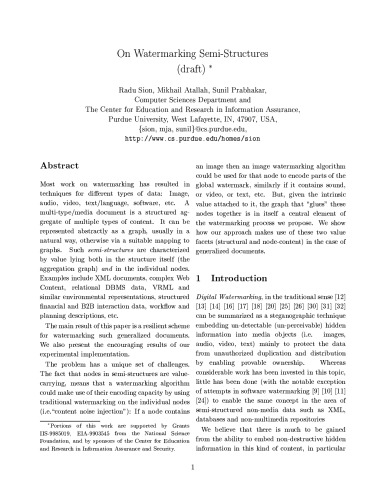 On Watermarking Semi-Structures
(draft) *
Radu Sion, Mikhail Atallah, Sunil Prabhakar,
Computer Sciences Department and
The Center for Education and Research in Information Assurance,
Purdue University, West Lafayette, IN, 47907, USA,
{sion, mja, sunil}@cs.purdue.edu,
http://www.cs.purdue.edu/homes/sion
Abstract
Most work on watermarking has resulted in
techniques for different types of data: Image,
audio, video, text/language, software, etc. A
multi-type/media document is a structured ag-
gregate of multiple types of content. It can be
represented abstractly as a graph, usually in a
natural way, otherwise via a suitable mapping to
graphs. Such semi-structures are characterized
by value lying both in the structure itself (the
aggregation graph) and in the individual nodes.
Examples include XML documents, complex Web
Content, relational DBMS data, VRML and
similar environmental representations, structured
financial and B2B interaction data, workflow and
planning descriptions, etc.
The main result of this paper is a resilient scheme
for watermarking such generalized documents.
We also present the encouraging results of our
experimental implementation.
The problem has a unique set of challenges.
The fact that nodes in semi-structures are value-
carrying, means that a watermarking algorithm
could make use of their encoding capacity by using
traditional watermarking on the individual nodes
(i.e."content noise injection"): If a node contains
*Portions of this work are supported by Grants
IIS-9985019, EIA-9903545 from the National Science
Foundation, and by sponsors of the Center for Education
and Research in Information Assurance and Security.
an image then an image watermarking algorithm
could be used for that node to encode parts of the
global watermark, similarly if it contains sound,
or video, or text, etc. But, given the intrinsic
value attached to it, the graph that "glues" these
nodes together is in itself a central element of
the watermarking process we propose. We show
how our approach makes use of these two value
facets (structural and node-content) in the case of
generalized documents.
1 Introduction
Digital Watermarking, in the traditional sense [12]
[13] [14] [16] [17] [18] [20] [25] [26] [30] [31] [32]
can be summarized as a steganographic technique
embedding un-detectable (un-perceivable) hidden
information into media objects (i.e. images,
audio, video, text) mainly to protect the data
from unauthorized duplication and distribution
by enabling provable ownership. Whereas
considerable work has been invested in this topic,
little has been done (with the notable exception
of attempts in software watermarking [9] [10] [11]
[24]) to enable the same concept in the area of
semi-structured non-media data such as XML,
databases and non-multimedia repositories
We believe that there is much to be gained
from the ability to embed non-destructive hidden
information in this kind of content, in particular
1